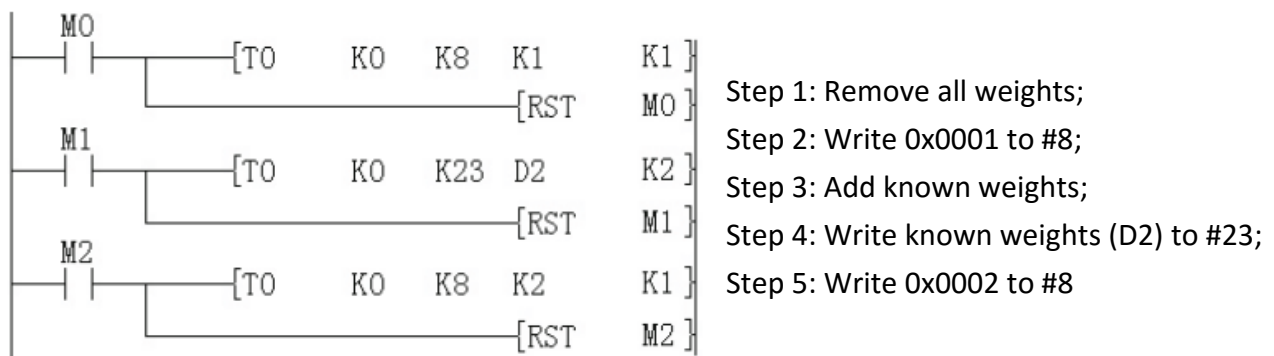 M0
[TO K0 K8 K1 K1]
[RST M0]
M1
[TO K0 K23 D2 K2]
[RST M1]
M2
[TO K0 K8 K2 K1]
[RST M2]
Step 1: Remove all weights;
Step 2: Write 0x0001 to #8;
Step 3: Add known weights;
Step 4: Write known weights (D2) to #23;
Step 5: Write 0x0002 to #8